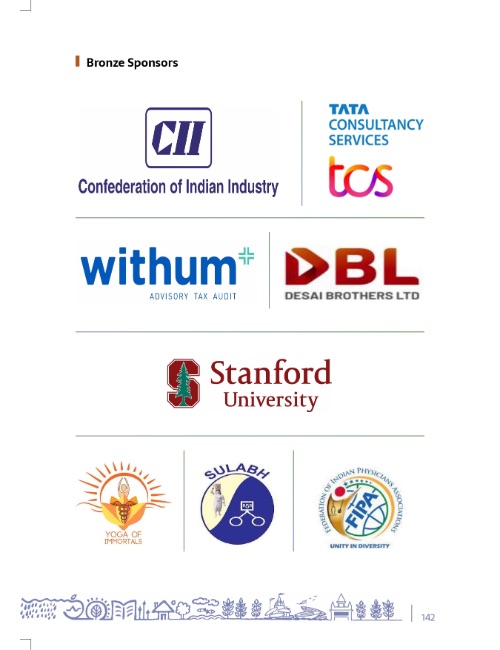 Bronze Sponsors
CII
Confederation of Indian Industry
TATA
CONSULTANCY
SERVICES
tcs
withum+
ADVISORY TAX AUDIT
DBL
DESAI BROTHERS LTD
S
Stanford
University
YOGA OF
IMMORTALS
SULABH
FEDERATION OF INDIAN PHYSICIANS ASSOCIATIONS
FIPA
UNITY IN DIVERSITY
142